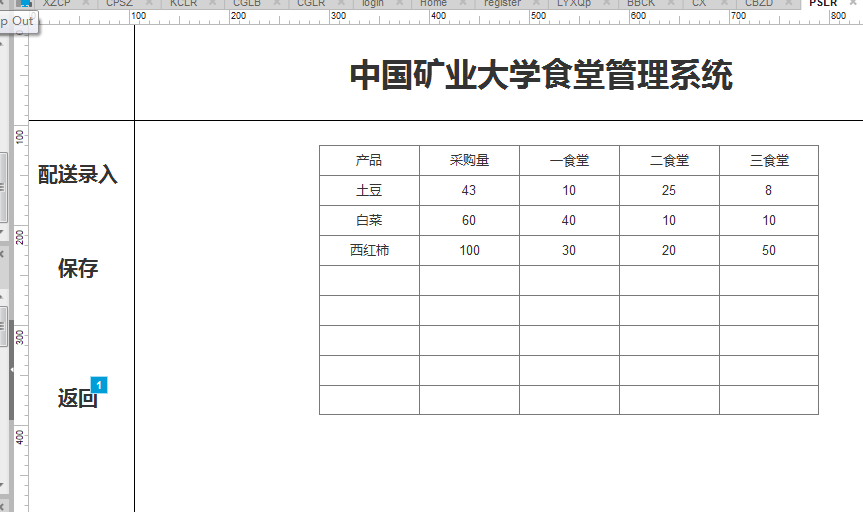 XZCP CPSZ KCLR CGLB CGLR login Home register LYXQp BBCK CX CBZD PSLR
p Out
100 200 300 400 500 600 700 800
中国矿业大学食堂管理系统
100
配送录入
200
保存
300
返回 1
400
产品 采购量 一食堂 二食堂 三食堂
土豆 43 10 25 8
白菜 60 40 10 10
西红柿 100 30 20 50